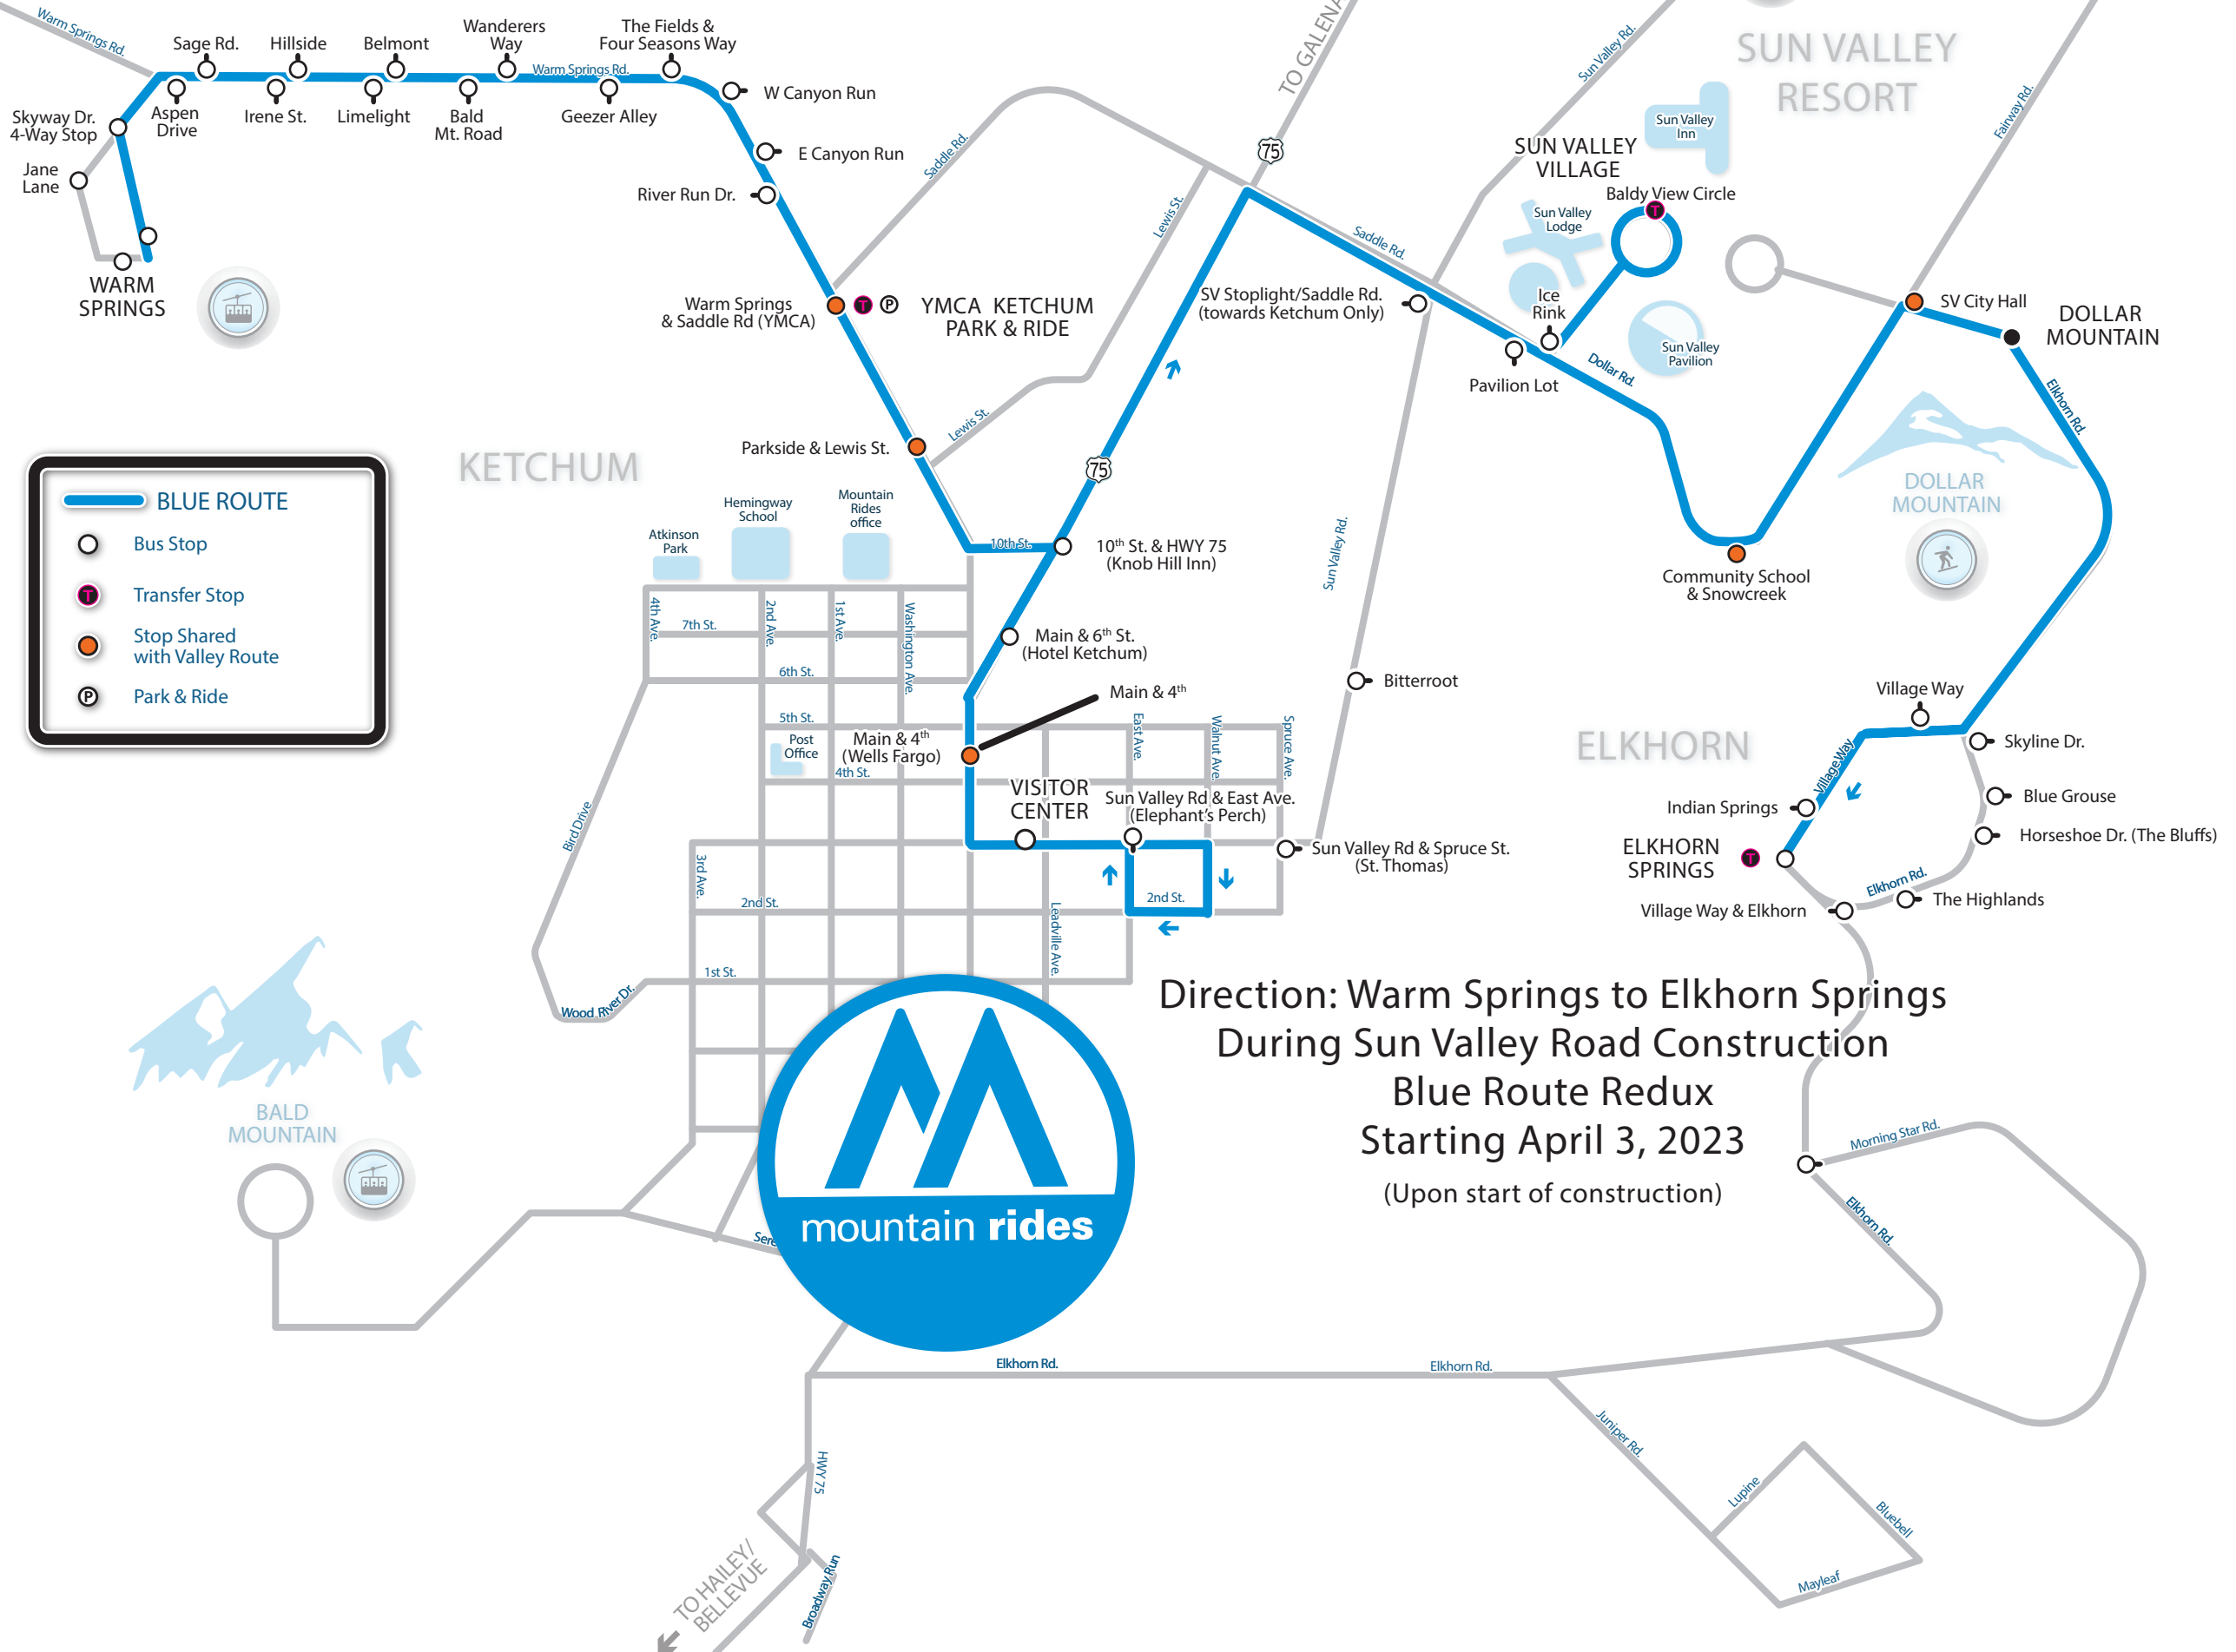 Warm Springs Rd.
Sage Rd.
Hillside
Belmont
Wanderers
Way
The Fields &
Four Seasons Way
Warm Springs Rd.
Skyway Dr.
4-Way Stop
Aspen
Drive
Irene St.
Limelight
Bald
Mt. Road
Geezer Alley
W Canyon Run
E Canyon Run
River Run Dr.
Jane
Lane
WARM
SPRINGS
Saddle Rd.
TO GALENA
75
Lewis St.
Sun Valley Rd.
SUN VALLEY
RESORT
Sun Valley
Inn
Fairway Rd.
SUN VALLEY
VILLAGE
Baldy View Circle
T
Sun Valley
Lodge
Saddle Rd.
Warm Springs
& Saddle Rd (YMCA)
T
P
YMCA KETCHUM
PARK & RIDE
SV Stoplight/Saddle Rd.
(towards Ketchum Only)
Ice
Rink
Sun Valley
Pavilion
Pavilion Lot
Dollar Rd.
SV City Hall
DOLLAR
MOUNTAIN
Elkhorn Rd.
DOLLAR
MOUNTAIN
Parkside & Lewis St.
Lewis St.
KETCHUM
75
BLUE ROUTE
Bus Stop
T
Transfer Stop
Stop Shared
with Valley Route
P
Park & Ride
Atkinson
Park
Hemingway
School
Mountain
Rides
office
10th St.
10th St. & HWY 75
(Knob Hill Inn)
Sun Valley Rd.
Community School
& Snowcreek
4th Ave.
7th St.
2nd Ave.
1st Ave.
Washington Ave.
6th St.
Main & 6th St.
(Hotel Ketchum)
Main & 4th
Bitterroot
5th St.
Post
Office
Main & 4th
(Wells Fargo)
4th St.
East Ave.
Walnut Ave.
Spruce Ave.
VISITOR
CENTER
Sun Valley Rd & East Ave.
(Elephant's Perch)
Sun Valley Rd & Spruce St.
(St. Thomas)
ELKHORN
Village Way
Skyline Dr.
Village Way
Indian Springs
Blue Grouse
Horseshoe Dr. (The Bluffs)
ELKHORN
SPRINGS
T
Elkhorn Rd.
The Highlands
Village Way & Elkhorn
Bird Drive
3rd Ave.
2nd St.
2nd St.
Leadville Ave.
1st St.
Wood River Dr.
Direction: Warm Springs to Elkhorn Springs
During Sun Valley Road Construction
Blue Route Redux
Starting April 3, 2023
(Upon start of construction)
BALD
MOUNTAIN
Morning Star Rd.
Elkhorn Rd.
mountain rides
Elkhorn Rd.
Elkhorn Rd.
Juniper Rd.
HWY 75
Lupine
Bluebell
Mayleaf
TO HAILEY/
BELLEVUE
Broadway Run